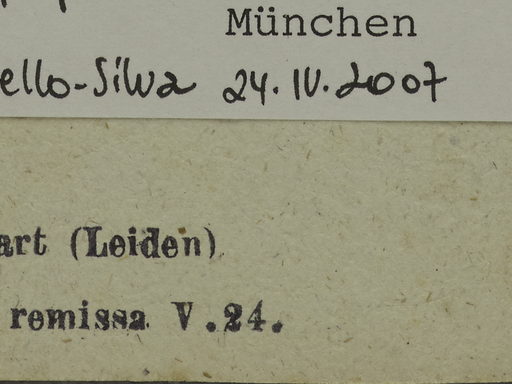 München
ello-Silva 24.IV.2007
art (Leiden)
remissa V.24.